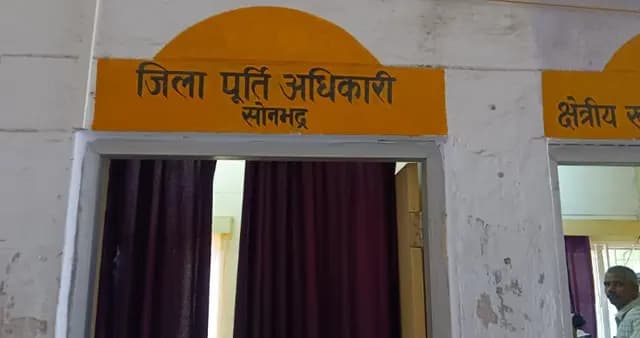 जिला पूर्ति अधिकारी
सोनभद्र
क्षेत्रीय